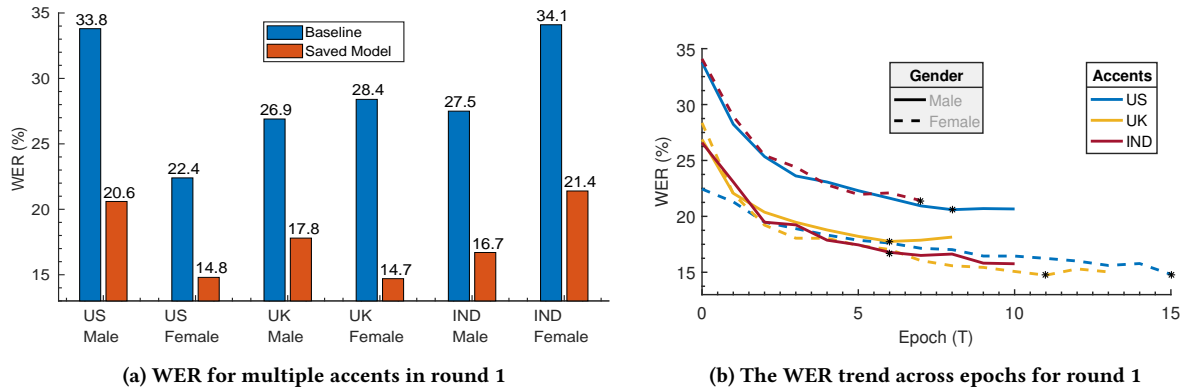 35
30
25
20
15
WER (%)
33.8
20.6
22.4
14.8
26.9
17.8
28.4
14.7
27.5
16.7
34.1
21.4
Baseline
Saved Model
US Male
US Female
UK Male
UK Female
IND Male
IND Female
(a) WER for multiple accents in round 1
35
30
25
20
15
WER (%)
Gender
Male
Female
Accents
US
UK
IND
0
5
10
15
Epoch (T)
(b) The WER trend across epochs for round 1